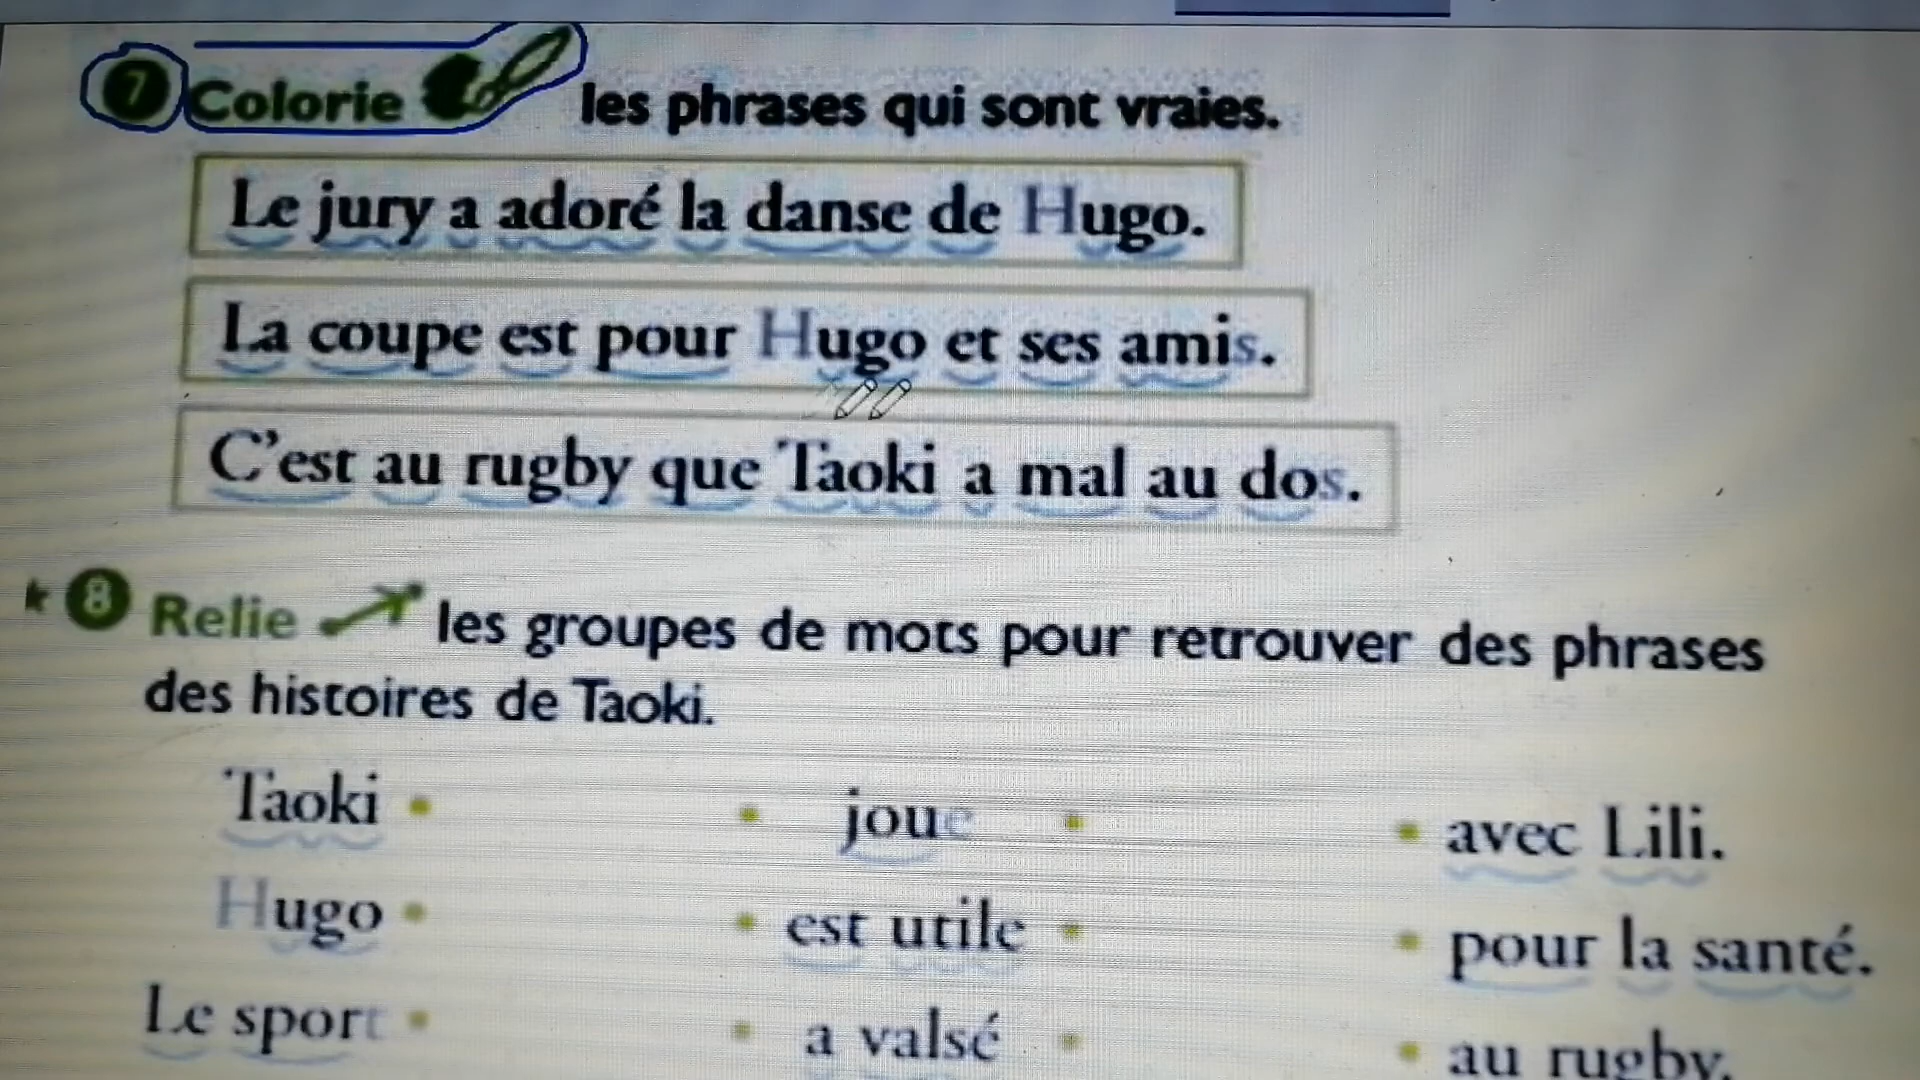 7 Colorie les phrases qui sont vraies.
Le jury a adoré la danse de Hugo.
La coupe est pour Hugo et ses amis.
C'est au rugby que Taoki a mal au dos.
* 8 Relie les groupes de mots pour retrouver des phrases
des histoires de Taoki.
Taoki • • joue • • avec Lili.
Hugo • • est utile • • pour la santé.
Le sport • • a valsé • • au rugby.